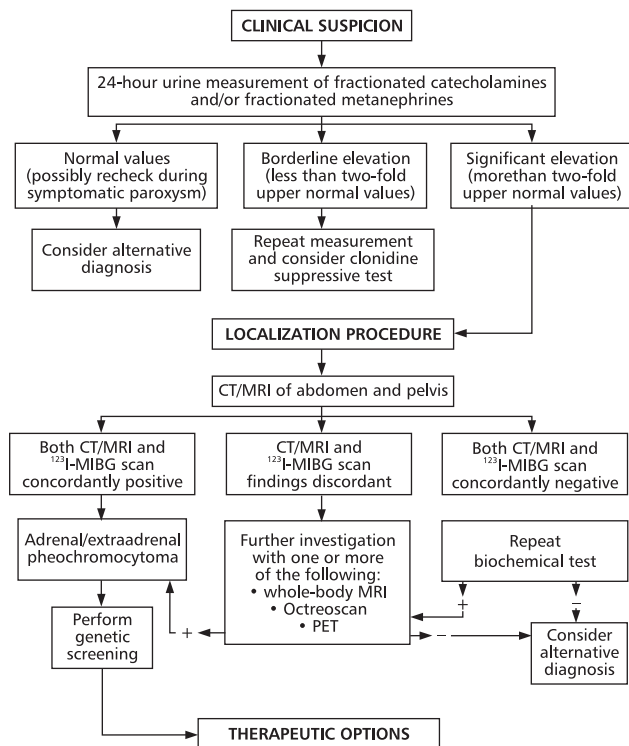 CLINICAL SUSPICION
24-hour urine measurement of fractionated catecholamines
and/or fractionated metanephrines
Normal values
(possibly recheck during
symptomatic paroxysm)
Borderline elevation
(less than two-fold
upper normal values)
Significant elevation
(morethan two-fold
upper normal values)
Consider alternative
diagnosis
Repeat measurement
and consider clonidine
suppressive test
LOCALIZATION PROCEDURE
CT/MRI of abdomen and pelvis
Both CT/MRI and
¹²³I-MIBG scan
concordantly positive
CT/MRI and
¹²³I-MIBG scan
findings discordant
Both CT/MRI and
¹²³I-MIBG scan
concordantly negative
Adrenal/extraadrenal
pheochromocytoma
Further investigation
with one or more
of the following:
• whole-body MRI
• Octreoscan
• PET
Repeat
biochemical test
+
–
+
–
Perform
genetic
screening
Consider
alternative
diagnosis
THERAPEUTIC OPTIONS